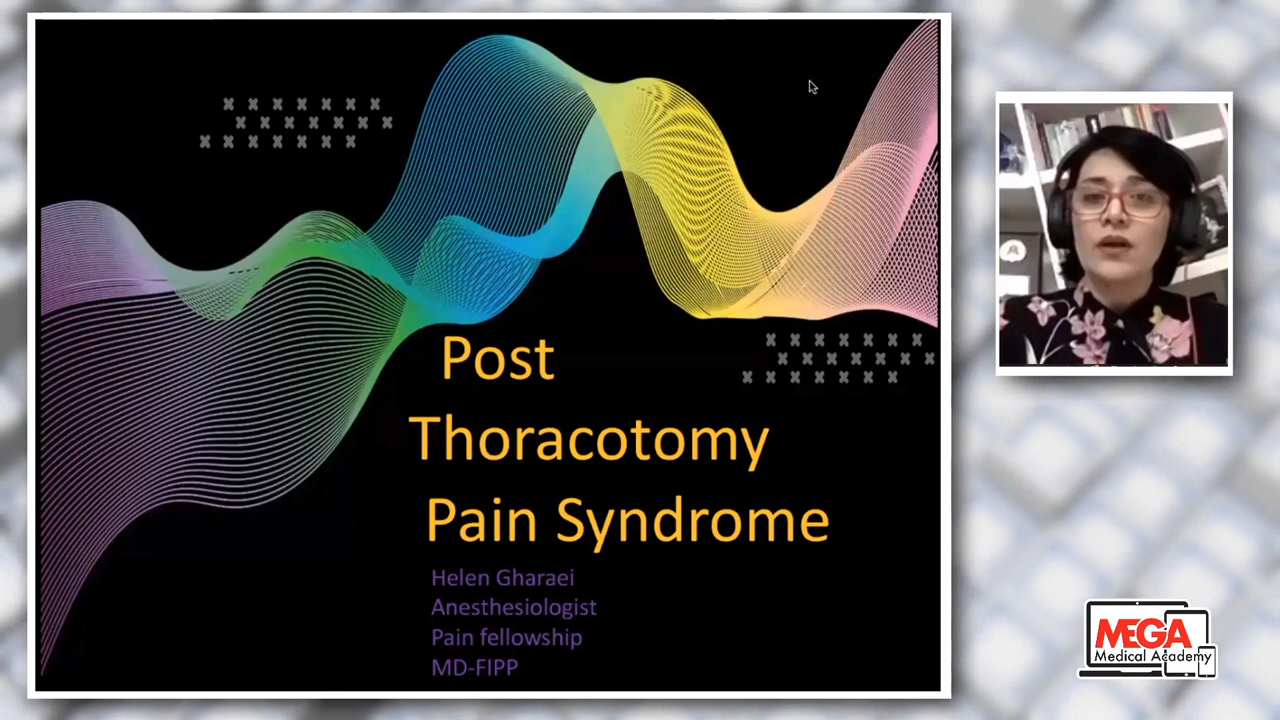 Post
Thoracotomy
Pain Syndrome
Helen Gharaei
Anesthesiologist
Pain fellowship
MD-FIPP
MEGA
Medical Academy